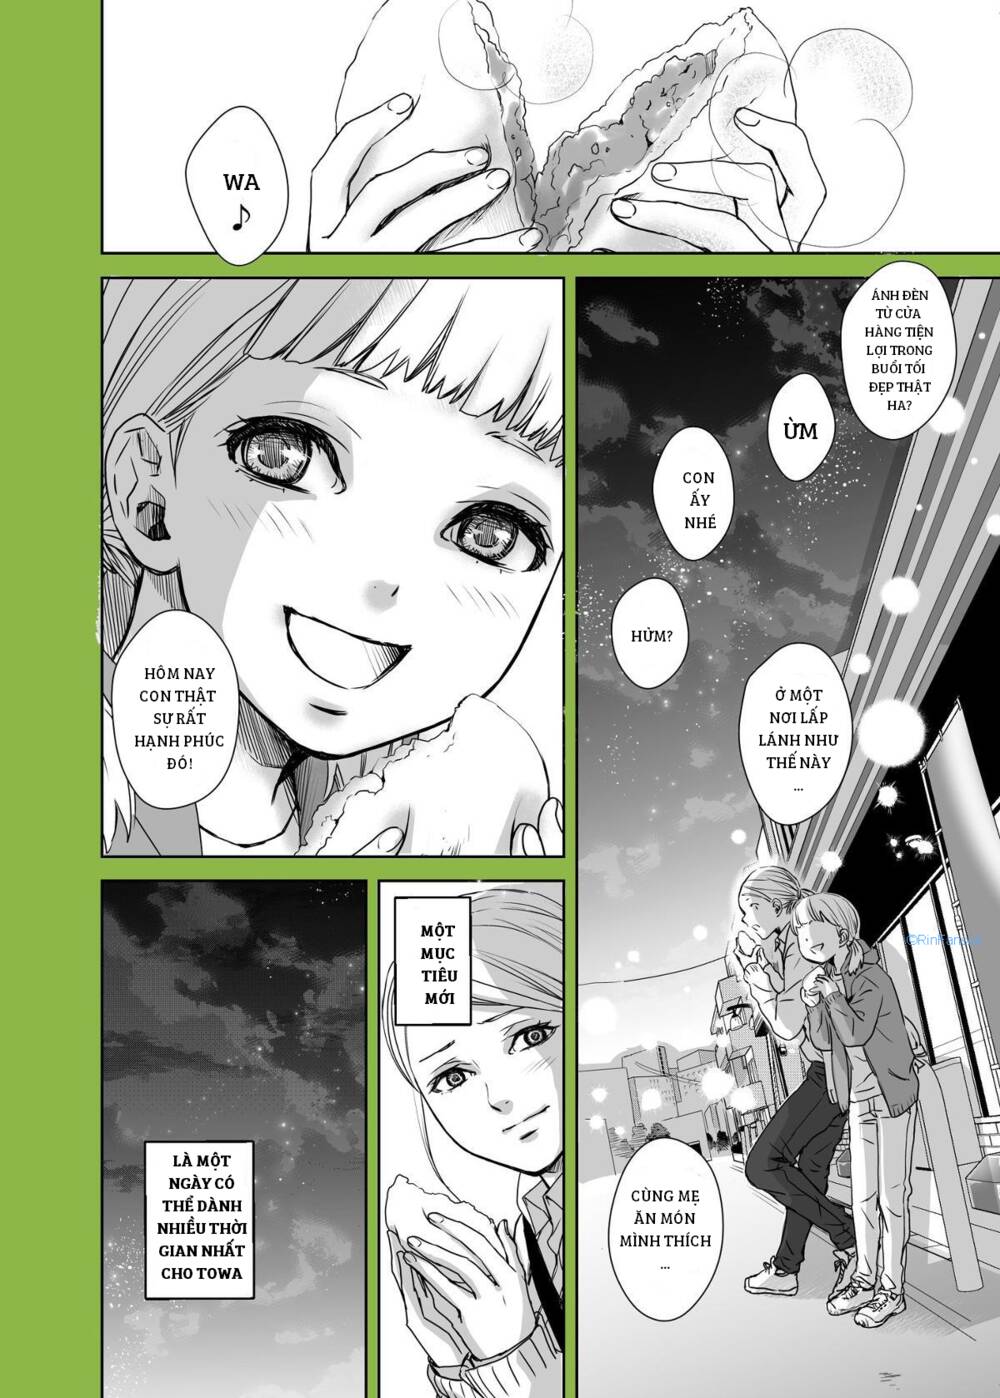 WA
♪
ÁNH ĐÈN
TỪ CỬA
HÀNG TIỆN
LỢI TRONG
BUỔI TỐI
ĐẸP THẬT
HA?
ỪM
CON
ẤY
NHÉ
HỬM?
Ở MỘT
NƠI LẤP
LÁNH NHƯ
THẾ NÀY
...
CÙNG MẸ
ĂN MÓN
MÌNH THÍCH
...
HÔM NAY
CON THẬT
SỰ RẤT
HẠNH PHÚC
ĐÓ!
MỘT
MỤC
TIÊU
MỚI
LÀ MỘT
NGÀY CÓ
THỂ DÀNH
NHIỀU THỜI
GIAN NHẤT
CHO TOWA